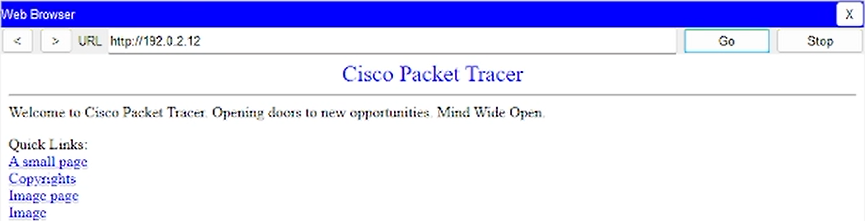 Web Browser X
< > URL http://192.0.2.12 Go Stop
Cisco Packet Tracer
Welcome to Cisco Packet Tracer. Opening doors to new opportunities. Mind Wide Open.
Quick Links:
A small page
Copyrights
Image page
Image